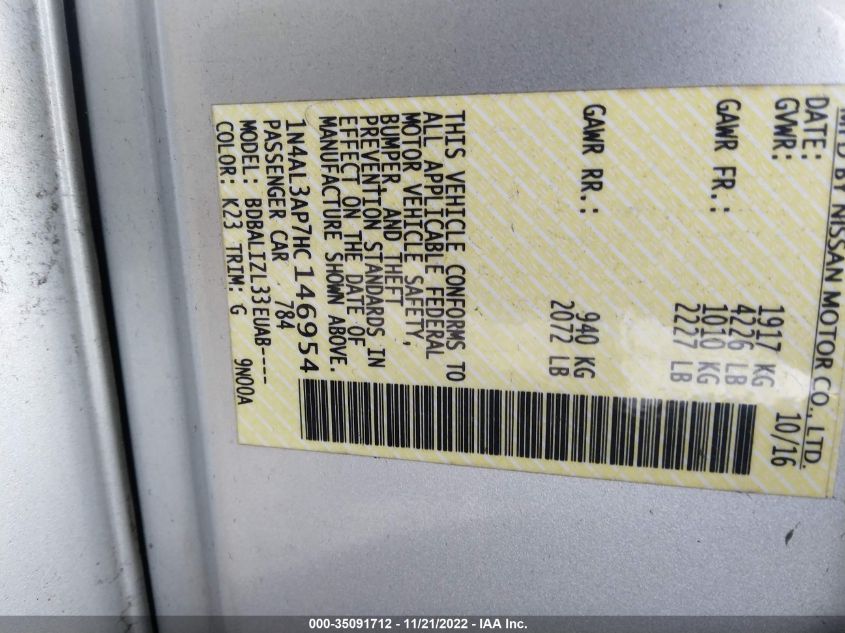 MFD BY NISSAN MOTOR CO., LTD.
DATE: 10/16
GVWR: 1917 KG
4226 LB
GAWR FR.: 1010 KG
2227 LB
GAWR RR.: 940 KG
2072 LB
THIS VEHICLE CONFORMS TO
ALL APPLICABLE FEDERAL
MOTOR VEHICLE SAFETY,
BUMPER, AND THEFT
PREVENTION STANDARDS IN
EFFECT ON THE DATE OF
MANUFACTURE SHOWN ABOVE.
1N4AL3AP7HC146954
PASSENGER CAR 784
MODEL: BDBALIZL33EUAB----
COLOR: K23 TRIM: G 9N00A
000-35091712 - 11/21/2022 - IAA Inc.